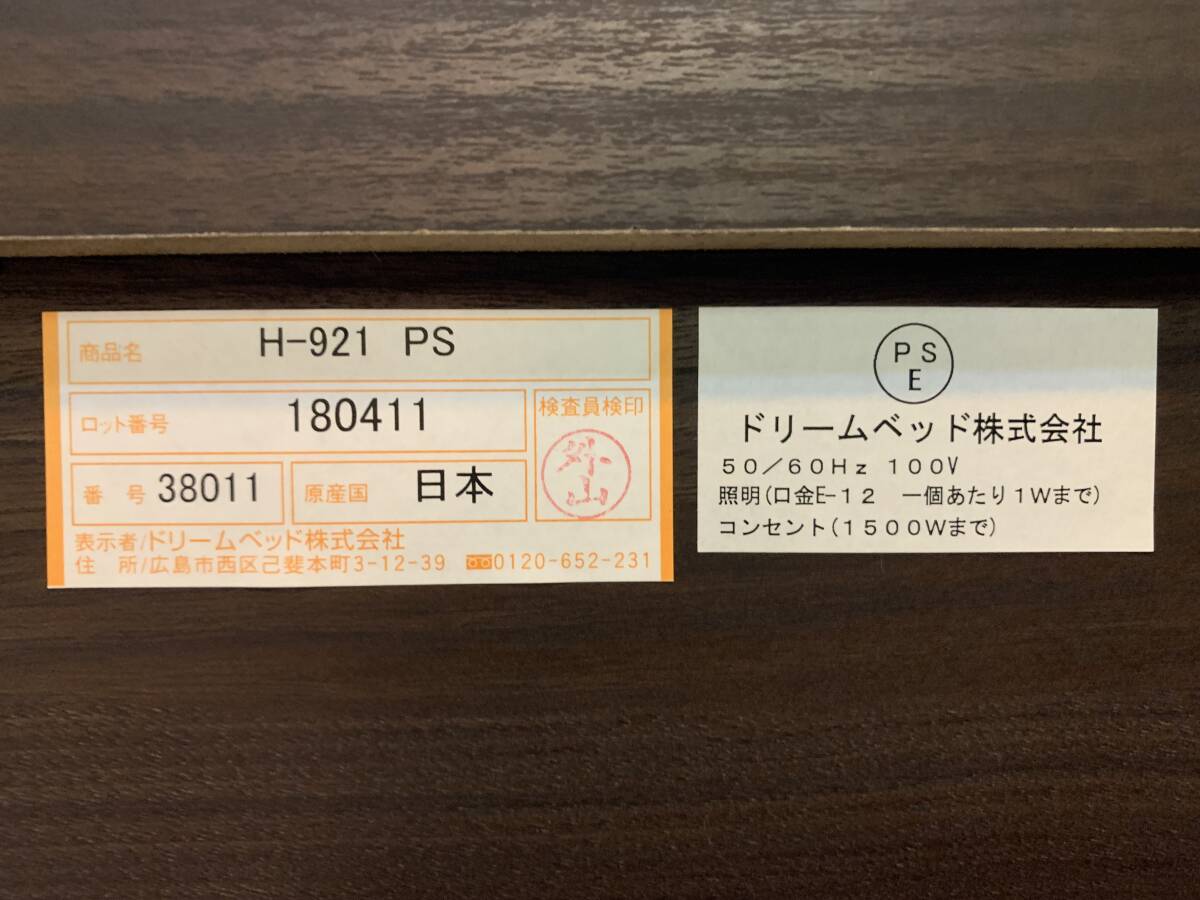 商品名 H-921 PS
ロット番号 180411
検査員検印
外山
番号 38011 原産国 日本
表示者/ドリームベッド株式会社
住 所/広島市西区己斐本町3-12-39 0120-652-231
PS
E
ドリームベッド株式会社
50/60Hz 100V
照明(口金E-12 一個あたり1Wまで)
コンセント(1500Wまで)